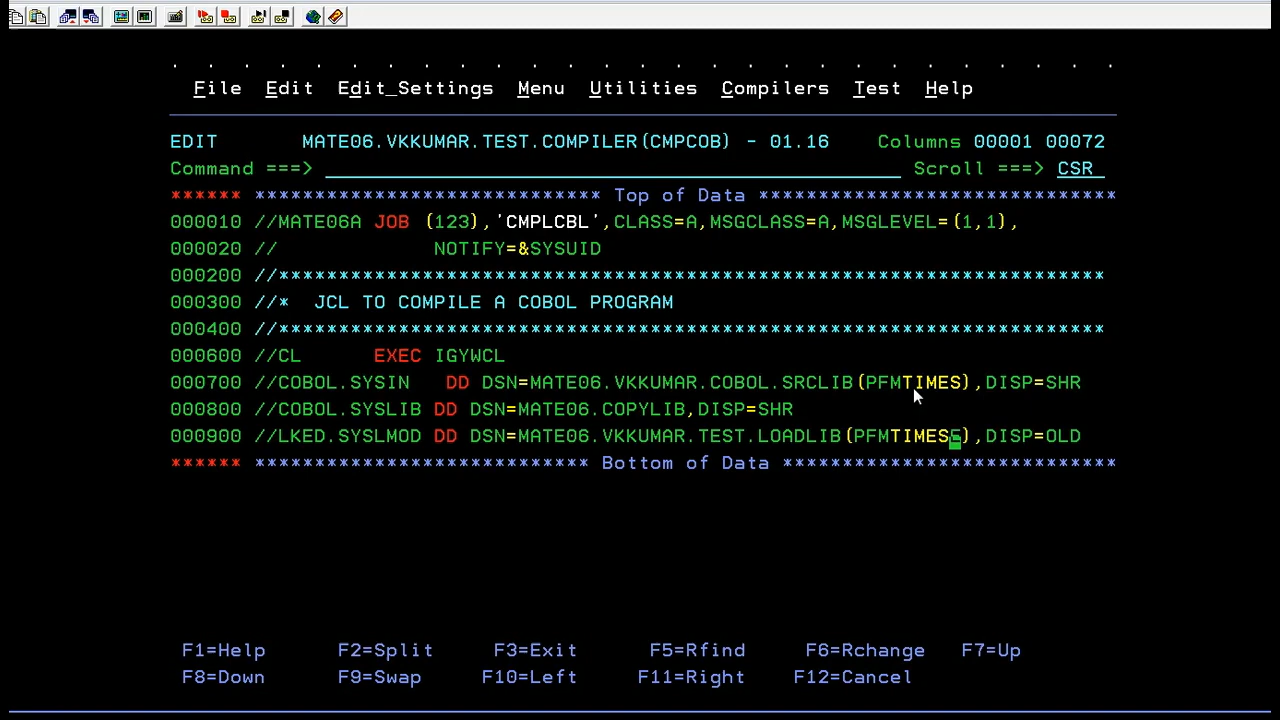 File Edit Edit_Settings Menu Utilities Compilers Test Help
EDIT MATE06.VKKUMAR.TEST.COMPILER(CMPCOB) - 01.16 Columns 00001 00072
Command ===> Scroll ===> CSR
****** ***************************** Top of Data ******************************
000010 //MATE06A JOB (123),'CMPLCBL',CLASS=A,MSGCLASS=A,MSGLEVEL=(1,1),
000020 // NOTIFY=&SYSUID
000200 //*********************************************************************
000300 //* JCL TO COMPILE A COBOL PROGRAM
000400 //*********************************************************************
000600 //CL EXEC IGYWCL
000700 //COBOL.SYSIN DD DSN=MATE06.VKKUMAR.COBOL.SRCLIB(PFMTIMES),DISP=SHR
000800 //COBOL.SYSLIB DD DSN=MATE06.COPYLIB,DISP=SHR
000900 //LKED.SYSLMOD DD DSN=MATE06.VKKUMAR.TEST.LOADLIB(PFMTIMES),DISP=OLD
****** **************************** Bottom of Data ****************************
F1=Help F2=Split F3=Exit F5=Rfind F6=Rchange F7=Up
F8=Down F9=Swap F10=Left F11=Right F12=Cancel